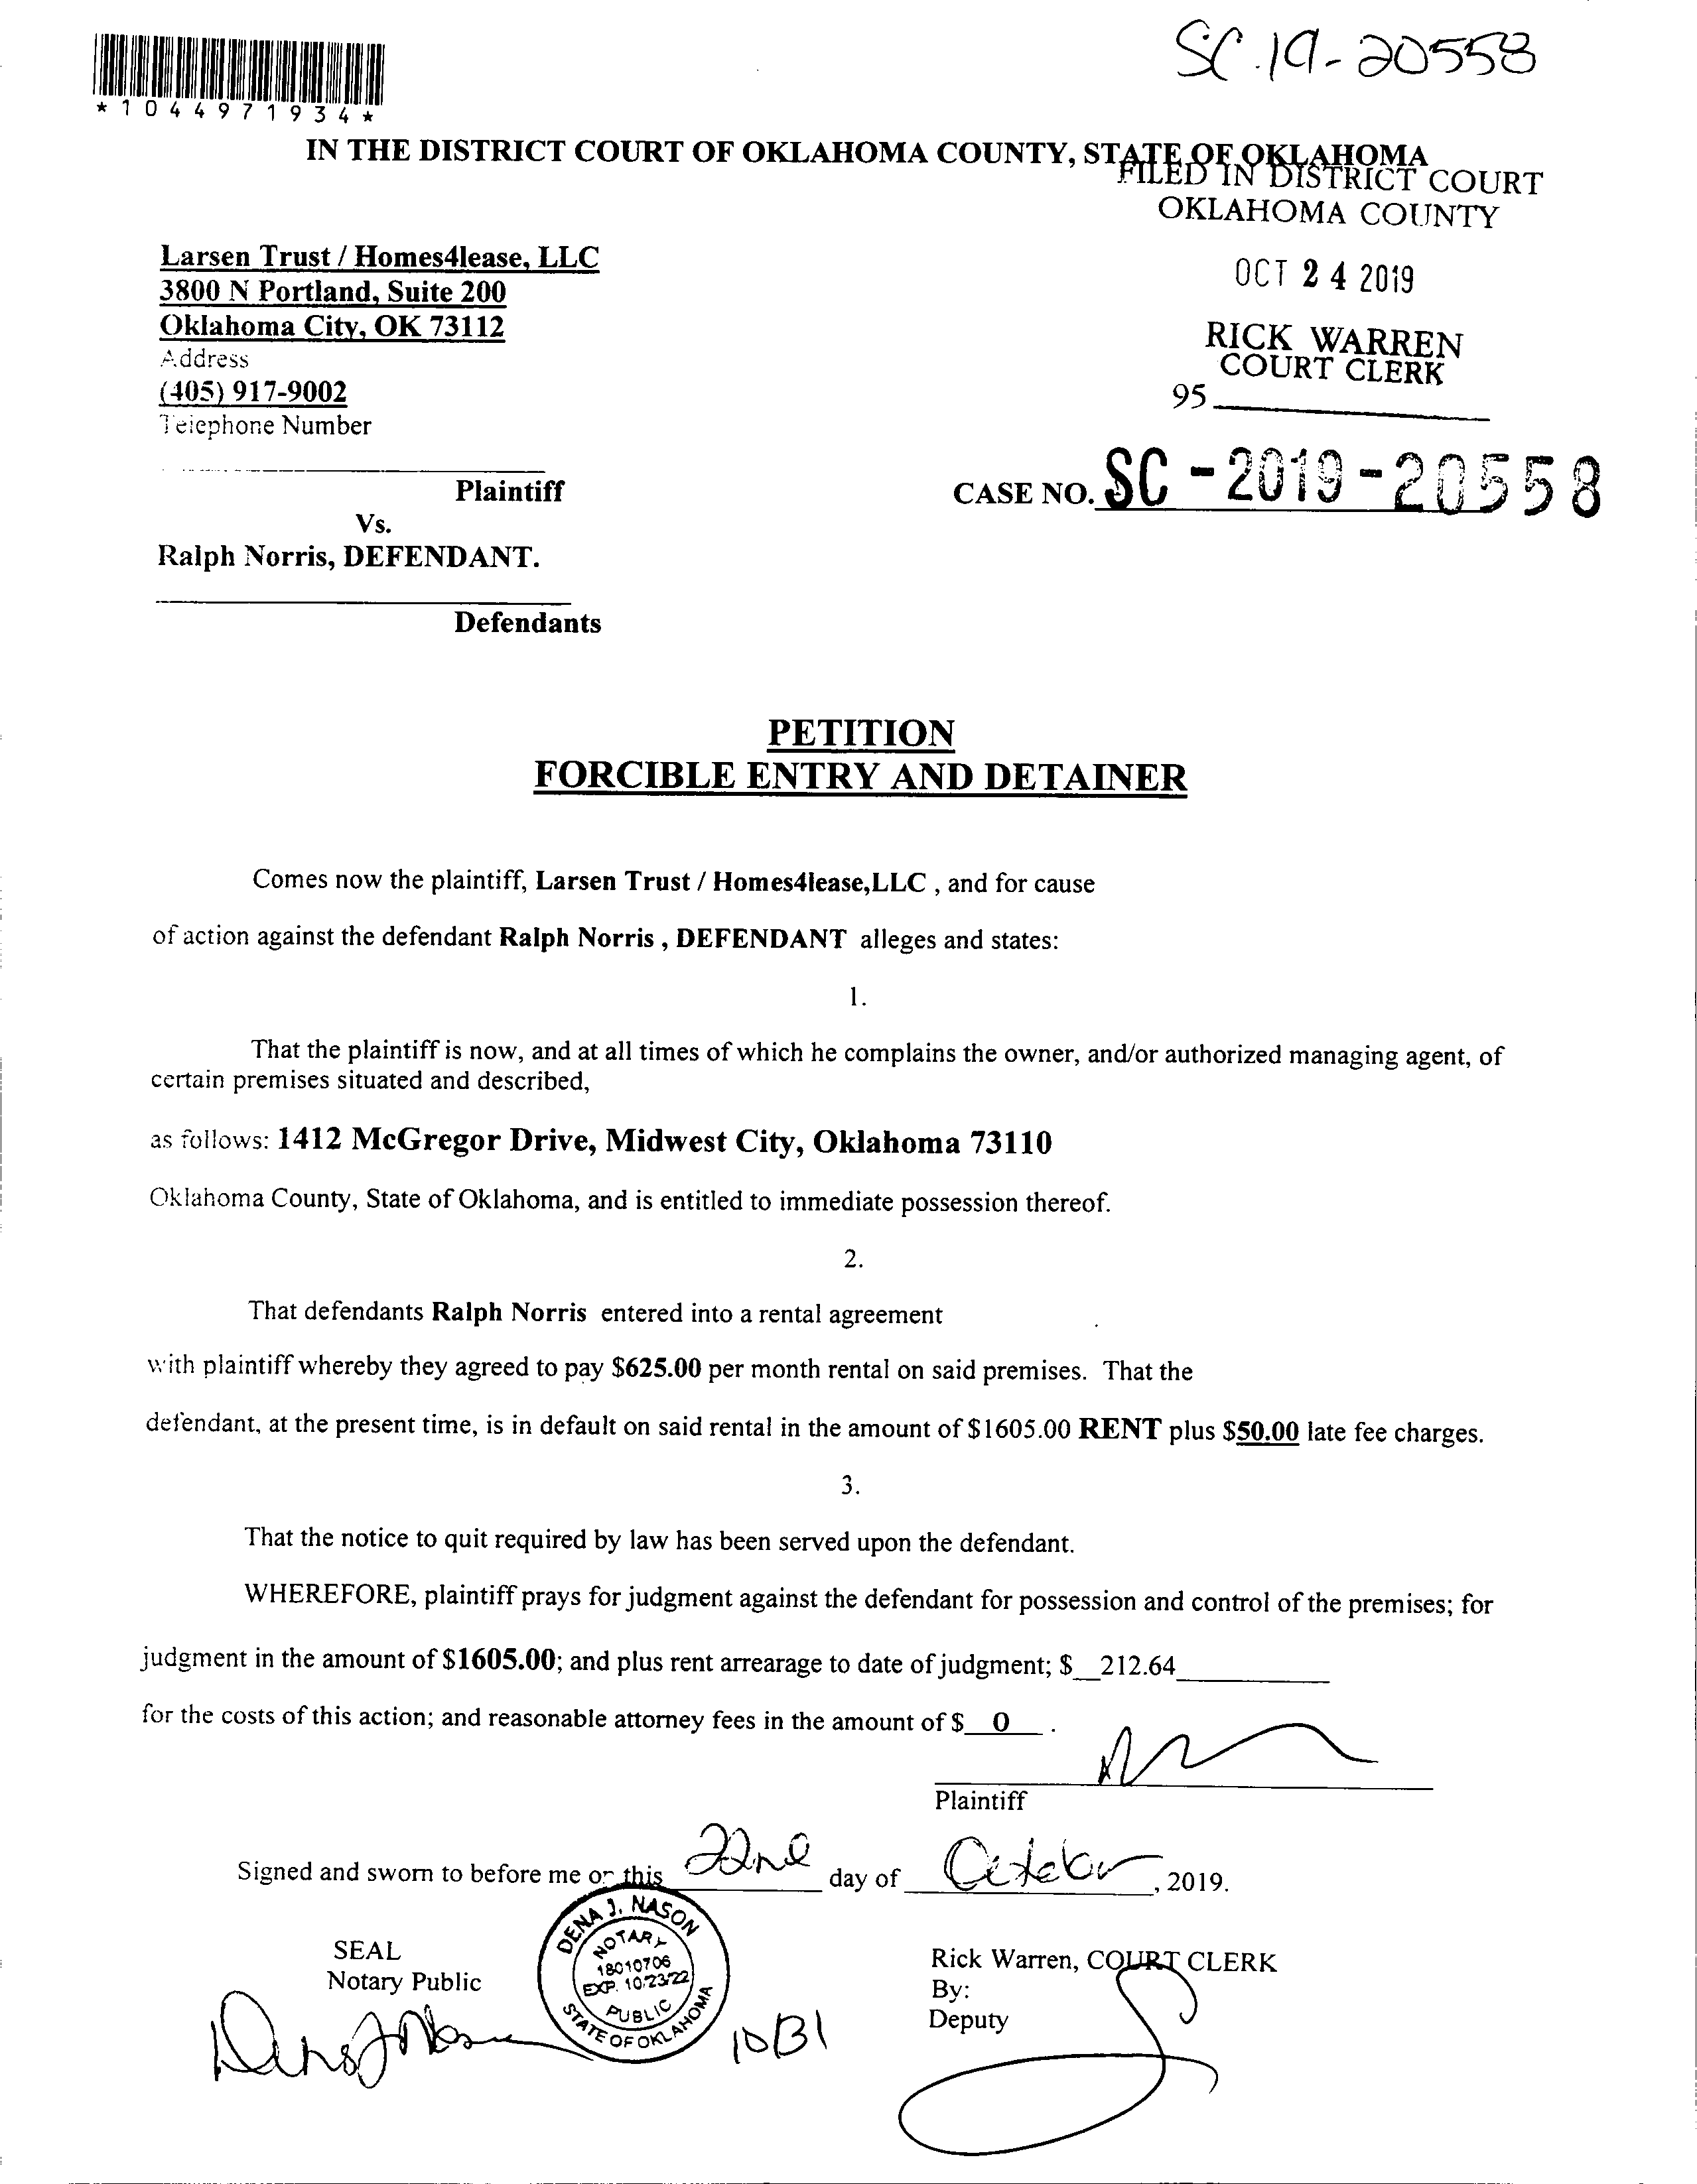 SC.19-20558
*1044971934*
IN THE DISTRICT COURT OF OKLAHOMA COUNTY, STATE OF OKLAHOMA
FILED IN DISTRICT COURT
OKLAHOMA COUNTY
Larsen Trust / Homes4lease, LLC
3800 N Portland, Suite 200
Oklahoma City, OK 73112
Address
(405) 917-9002
Telephone Number
OCT 24 2019
RICK WARREN
COURT CLERK
95
Plaintiff
CASE NO. SC-2019-20558
Vs.
Ralph Norris, DEFENDANT.
Defendants
PETITION
FORCIBLE ENTRY AND DETAINER
Comes now the plaintiff, Larsen Trust / Homes4lease,LLC , and for cause
of action against the defendant Ralph Norris , DEFENDANT alleges and states:
1.
That the plaintiff is now, and at all times of which he complains the owner, and/or authorized managing agent, of
certain premises situated and described,
as follows: 1412 McGregor Drive, Midwest City, Oklahoma 73110
Oklahoma County, State of Oklahoma, and is entitled to immediate possession thereof.
2.
That defendants Ralph Norris entered into a rental agreement
with plaintiff whereby they agreed to pay $625.00 per month rental on said premises. That the
defendant, at the present time, is in default on said rental in the amount of $1605.00 RENT plus $50.00 late fee charges.
3.
That the notice to quit required by law has been served upon the defendant.
WHEREFORE, plaintiff prays for judgment against the defendant for possession and control of the premises; for
judgment in the amount of $1605.00; and plus rent arrearage to date of judgment; $__212.64
for the costs of this action; and reasonable attorney fees in the amount of $__0__ .
Plaintiff
Signed and sworn to before me on this 22nd day of October, 2019.
DENA J. NASON
NOTARY
18010706
EXP. 10/23/22
PUBLIC
STATE OF OKLAHOMA
SEAL
Notary Public
Rick Warren, COURT CLERK
By:
Deputy